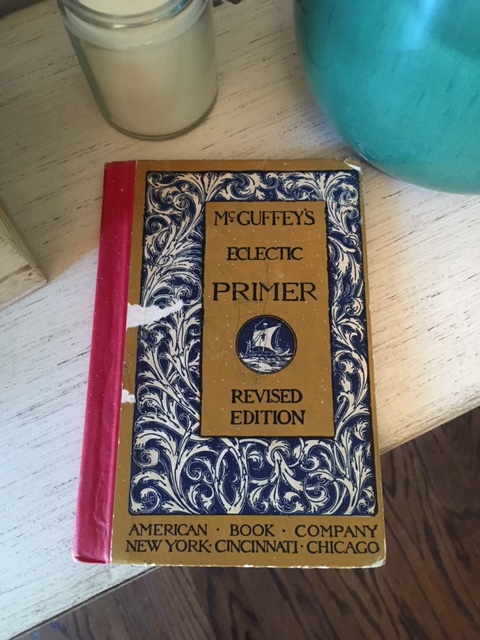 McGUFFEY'S
ECLECTIC
PRIMER
REVISED
EDITION
AMERICAN · BOOK · COMPANY
NEW YORK · CINCINNATI · CHICAGO